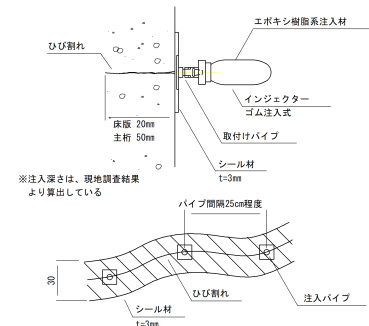 エポキシ樹脂系注入材
ひび割れ
インジェクター
ゴム注入式
床版 20mm
主桁 50mm
取付けパイプ
シール材
t=3mm
※注入深さは、現地調査結果
より算出している
パイプ間隔25cm程度
30
ひび割れ
注入パイプ
シール材
t=3mm